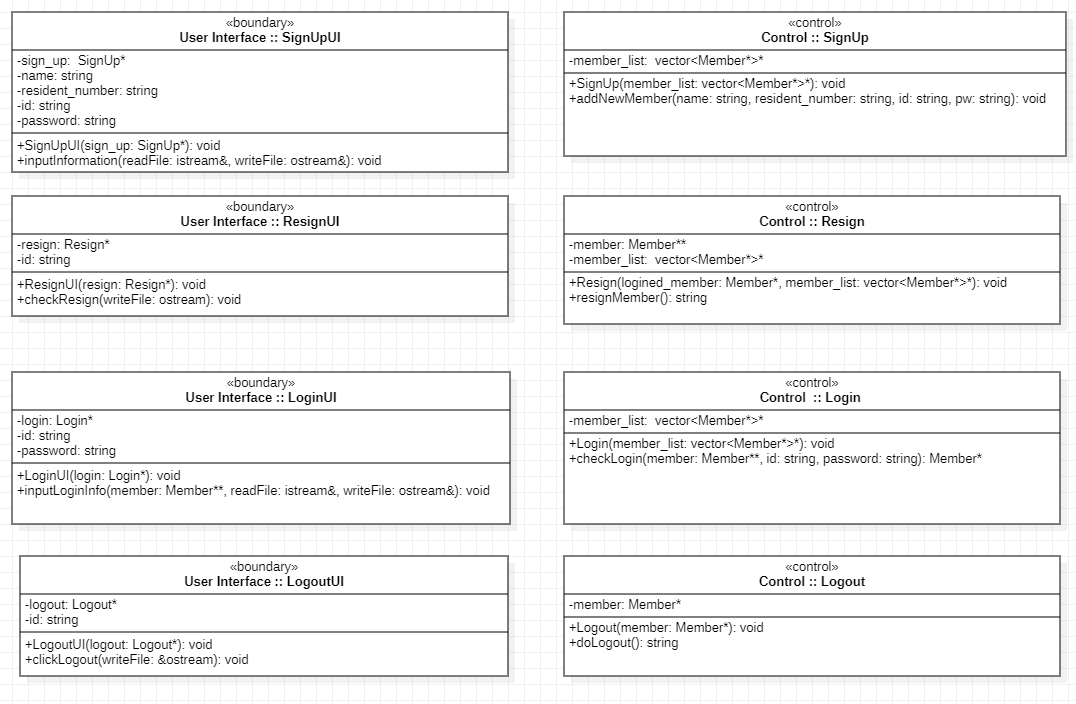 «boundary»
User Interface :: SignUpUI
-sign_up:  SignUp*
-name: string
-resident_number: string
-id: string
-password: string
+SignUpUI(sign_up: SignUp*): void
+inputInformation(readFile: istream&, writeFile: ostream&): void
«control»
Control :: SignUp
-member_list:  vector<Member*>*
+SignUp(member_list: vector<Member*>*): void
+addNewMember(name: string, resident_number: string, id: string, pw: string): void
«boundary»
User Interface :: ResignUI
-resign: Resign*
-id: string
+ResignUI(resign: Resign*): void
+checkResign(writeFile: ostream): void
«control»
Control :: Resign
-member: Member**
-member_list:  vector<Member*>*
+Resign(logined_member: Member*, member_list: vector<Member*>*): void
+resignMember(): string
«boundary»
User Interface :: LoginUI
-login: Login*
-id: string
-password: string
+LoginUI(login: Login*): void
+inputLoginInfo(member: Member**, readFile: istream&, writeFile: ostream&): void
«control»
Control  :: Login
-member_list:  vector<Member*>*
+Login(member_list: vector<Member*>*): void
+checkLogin(member: Member**, id: string, password: string): Member*
«boundary»
User Interface :: LogoutUI
-logout: Logout*
-id: string
+LogoutUI(logout: Logout*): void
+clickLogout(writeFile: &ostream): void
«control»
Control :: Logout
-member: Member*
+Logout(member: Member*): void
+doLogout(): string